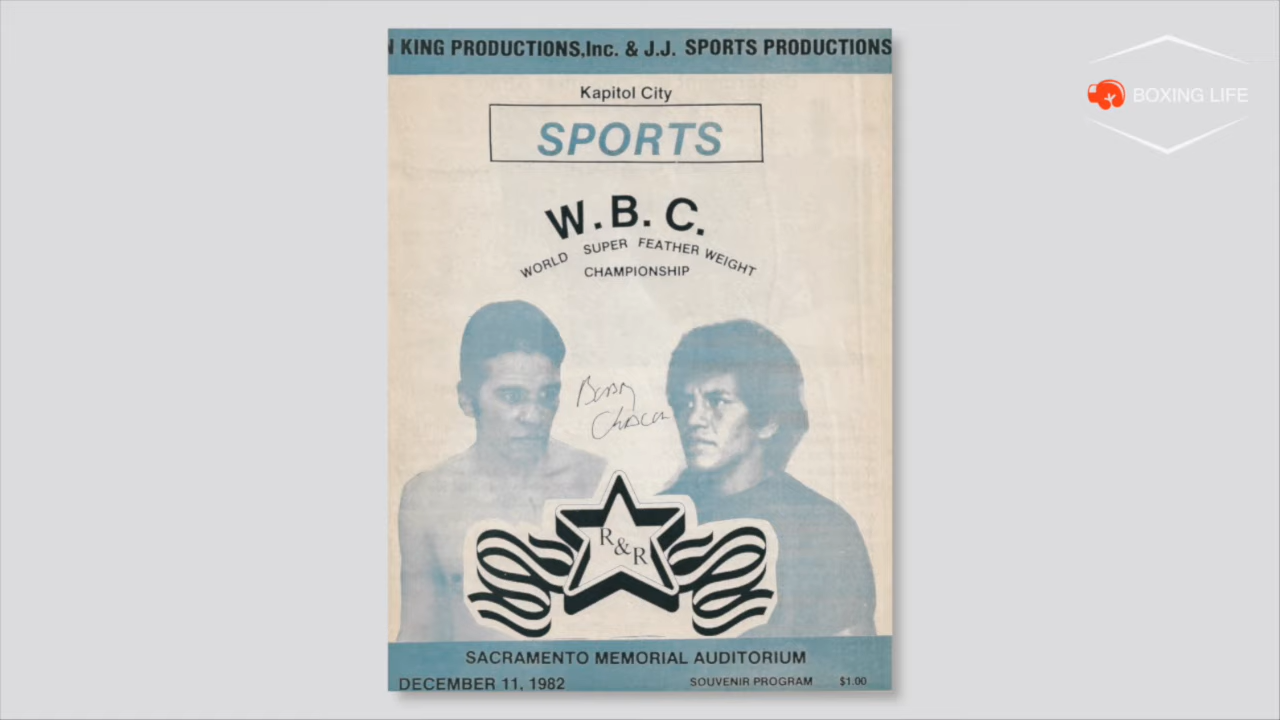 N KING PRODUCTIONS,Inc. & J.J. SPORTS PRODUCTIONS
BOXING LIFE
Kapitol City
SPORTS
W.B.C.
WORLD SUPER FEATHER WEIGHT
CHAMPIONSHIP
Bobby
Chacon
R&R
SACRAMENTO MEMORIAL AUDITORIUM
DECEMBER 11, 1982
SOUVENIR PROGRAM $1.00